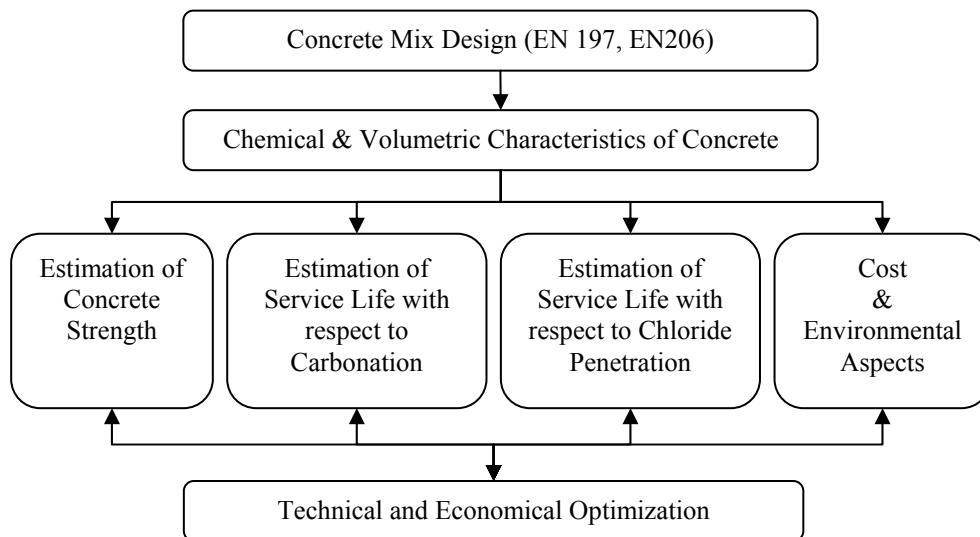 Concrete Mix Design (EN 197, EN206)
Chemical & Volumetric Characteristics of Concrete
Estimation of
Concrete
Strength
Estimation of
Service Life with
respect to
Carbonation
Estimation of
Service Life with
respect to Chloride
Penetration
Cost
&
Environmental
Aspects
Technical and Economical Optimization